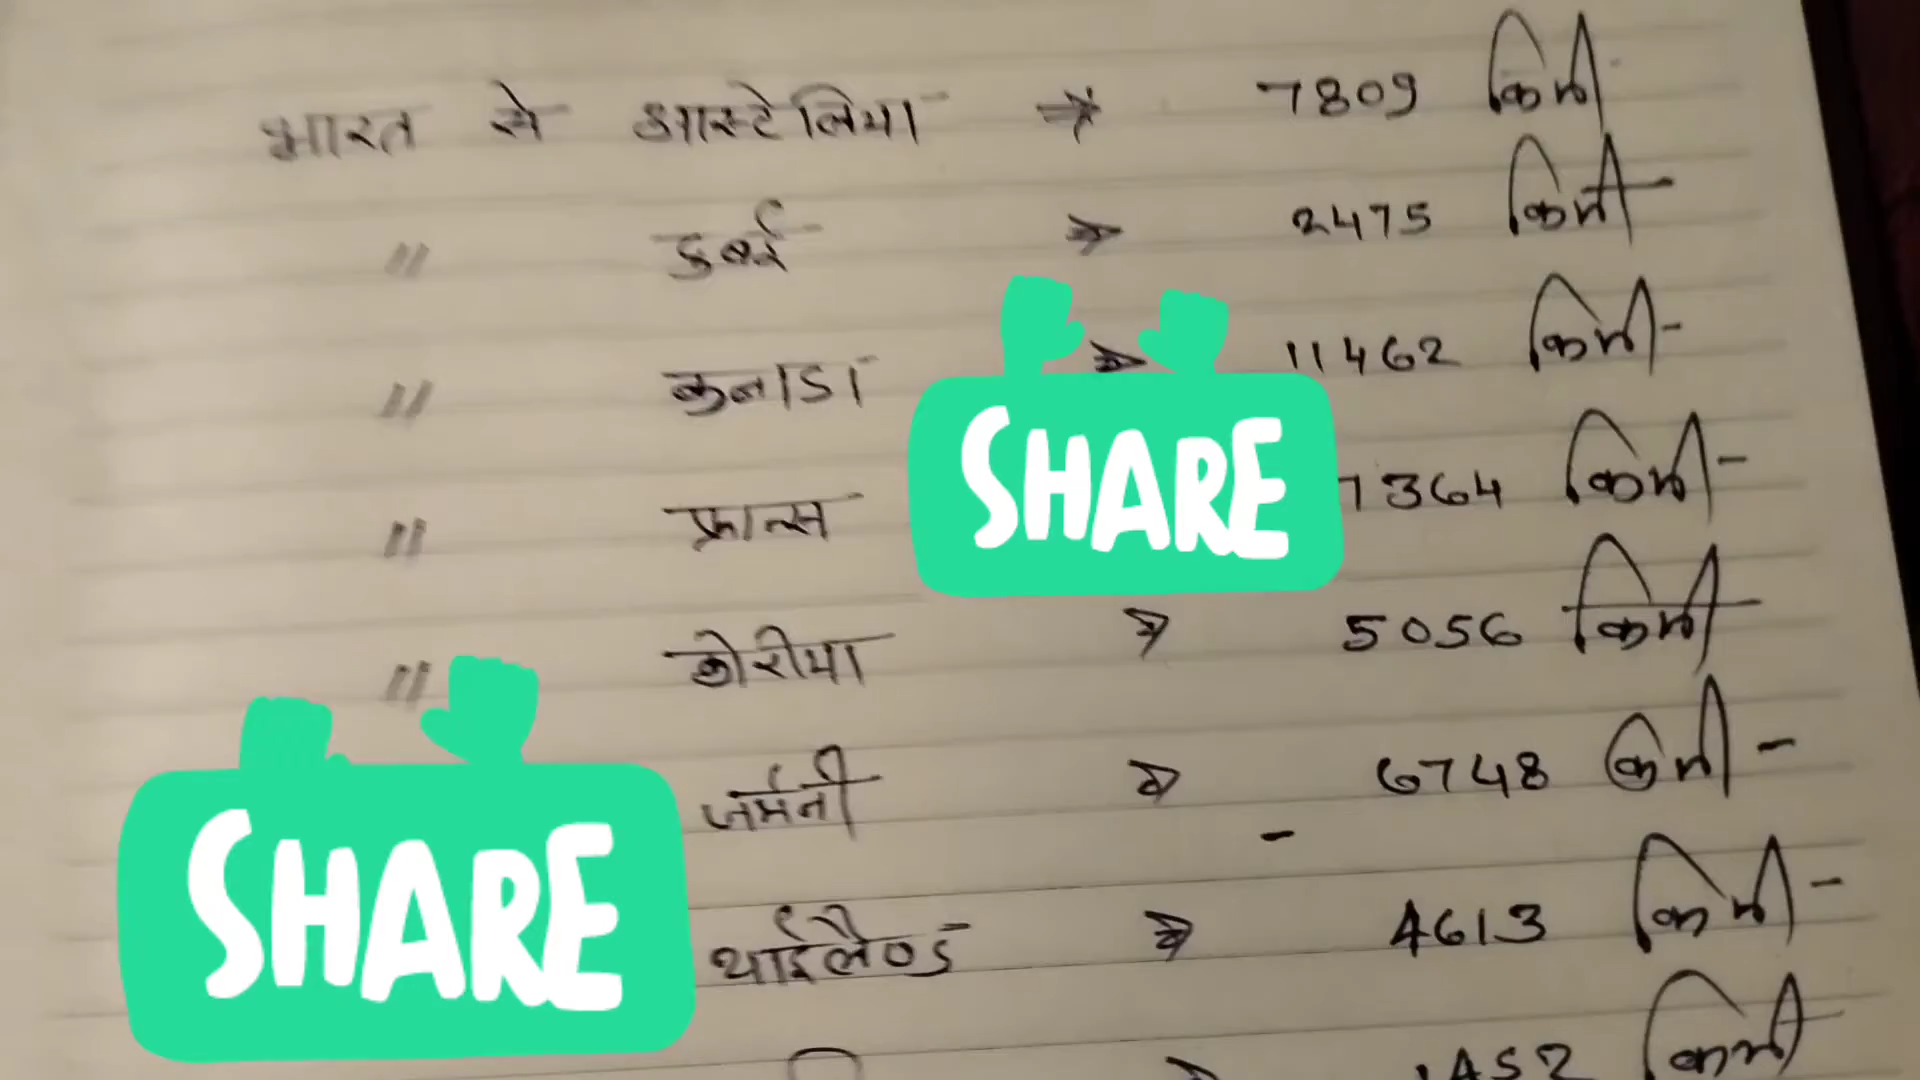 भारत से आस्टेलिया → 7809 किमी
〃 दुबई → 2475 किमी
〃 कनाडा → 11462 किमी
〃 फ्रान्स 7364 किमी
SHARE
〃 कोरीया → 5056 किमी
जर्मनी → 6748 किमी
SHARE
थाईलैण्ड → 4613 किमी
किमी